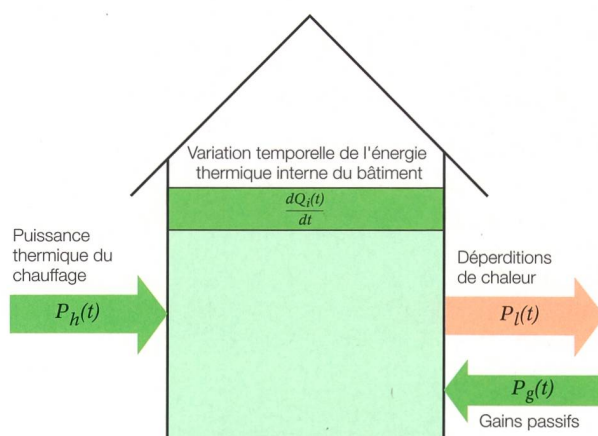 Variation temporelle de l'énergie
thermique interne du bâtiment
dQi(t)
dt
Puissance
thermique du
chauffage
Ph(t)
Déperditions
de chaleur
Pl(t)
Pg(t)
Gains passifs